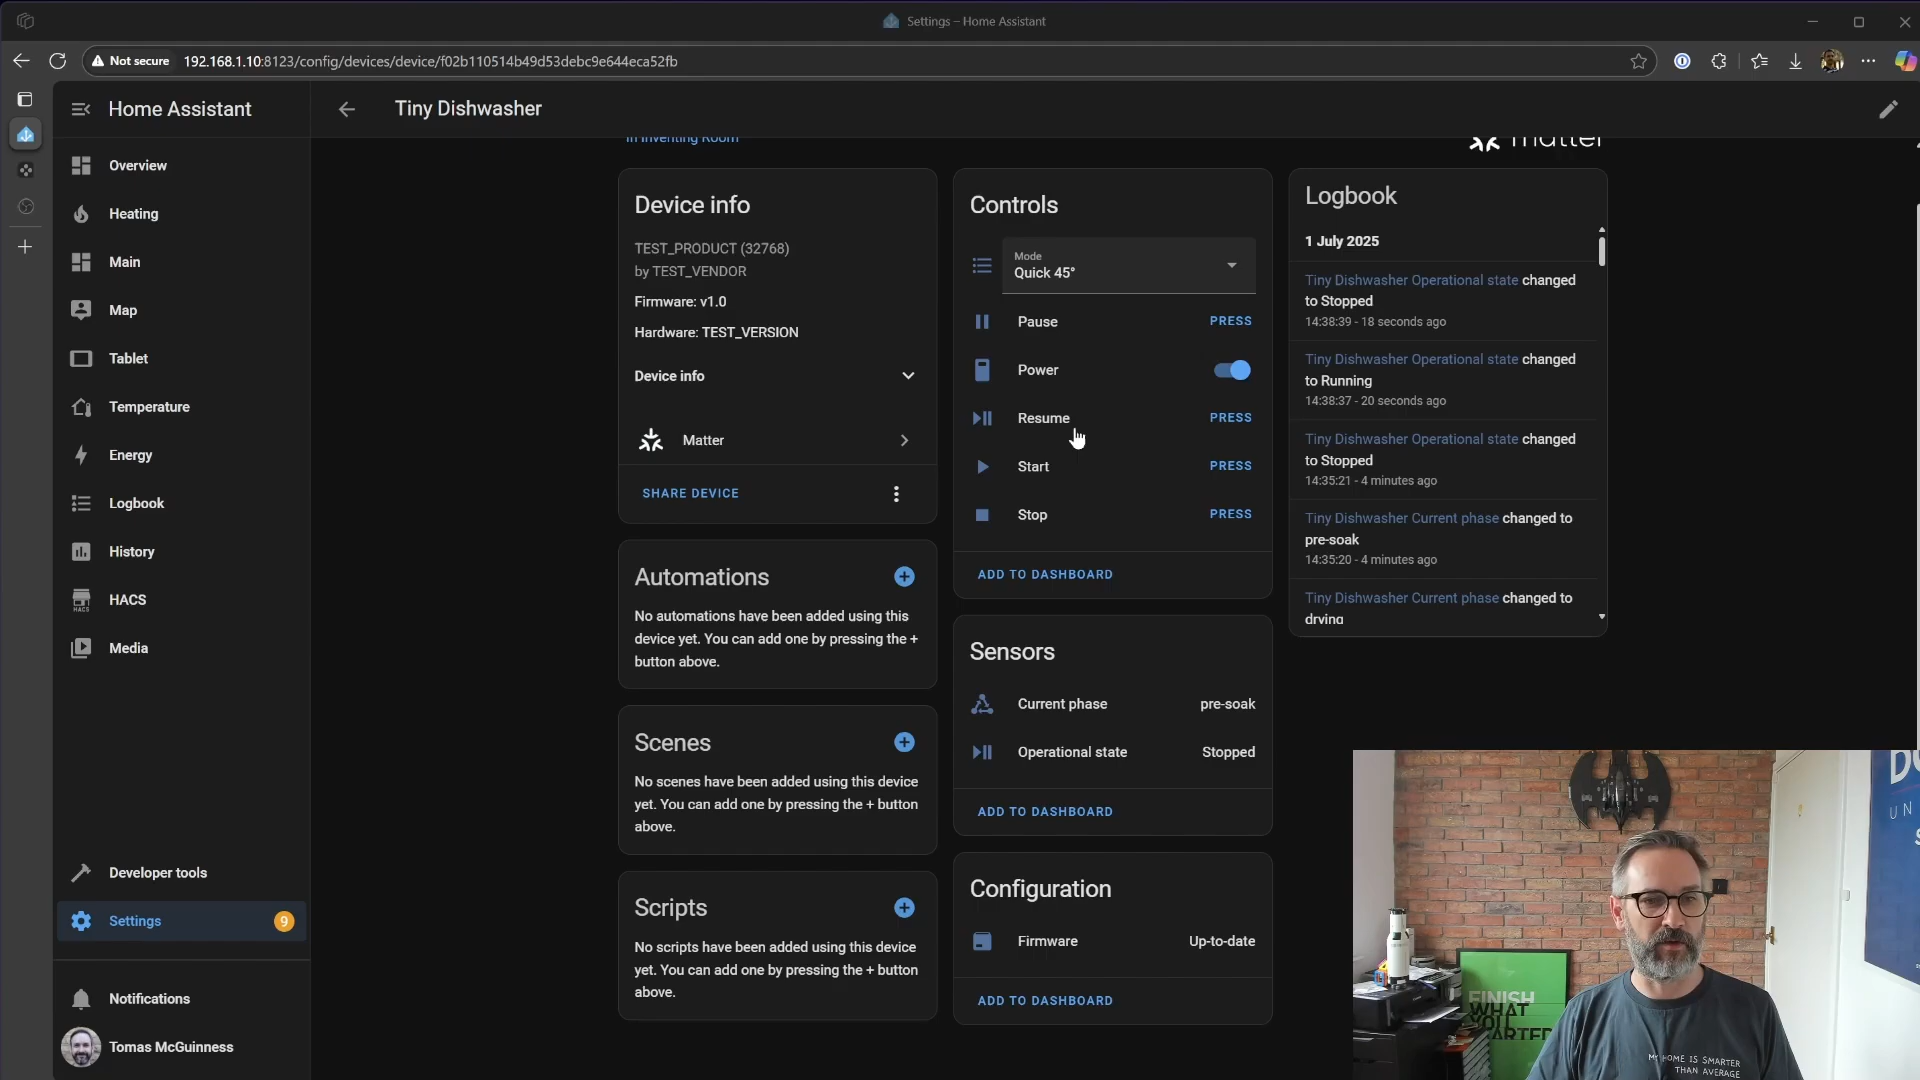 Settings – Home Assistant
Not secure 192.168.1.10:8123/config/devices/device/f02b110514b49d53debc9e644eca52fb
Home Assistant
Overview
Heating
Main
Map
Tablet
Temperature
Energy
Logbook
History
HACS
HACS
Media
Developer tools
Settings 9
Notifications
Tomas McGuinness
Tiny Dishwasher
In Inventing Room
matter
Device info
TEST_PRODUCT (32768)
by TEST_VENDOR
Firmware: v1.0
Hardware: TEST_VERSION
Device info
Matter
SHARE DEVICE
Automations
No automations have been added using this
device yet. You can add one by pressing the +
button above.
Scenes
No scenes have been added using this device
yet. You can add one by pressing the + button
above.
Scripts
No scripts have been added using this device
yet. You can add one by pressing the + button
above.
Controls
Mode
Quick 45°
Pause PRESS
Power
Resume PRESS
Start PRESS
Stop PRESS
ADD TO DASHBOARD
Sensors
Current phase pre-soak
Operational state Stopped
ADD TO DASHBOARD
Configuration
Firmware Up-to-date
ADD TO DASHBOARD
Logbook
1 July 2025
Tiny Dishwasher Operational state changed
to Stopped
14:38:39 - 18 seconds ago
Tiny Dishwasher Operational state changed
to Running
14:38:37 - 20 seconds ago
Tiny Dishwasher Operational state changed
to Stopped
14:35:21 - 4 minutes ago
Tiny Dishwasher Current phase changed to
pre-soak
14:35:20 - 4 minutes ago
Tiny Dishwasher Current phase changed to
drying
FINISH
WHAT
YOU
STARTED
MY HOME IS SMARTER
THAN AVERAGE